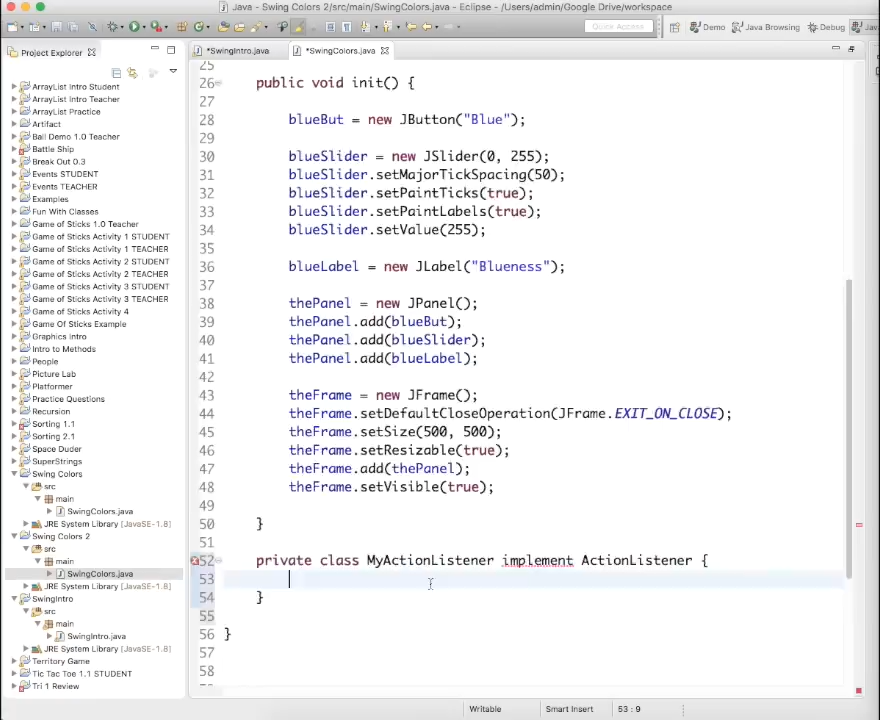 Java - Swing Colors 2/src/main/SwingColors.java - Eclipse - /Users/admin/Google Drive/workspace
Quick Access
Demo
Java Browsing
Debug
Java
Project Explorer
*SwingIntro.java
*SwingColors.java
ArrayList Intro Student
ArrayList Intro Teacher
ArrayList Practice
Artifact
Ball Demo 1.0 Teacher
Battle Ship
Break Out 0.3
Events STUDENT
Events TEACHER
Examples
Fun With Classes
Game of Sticks 1.0 Teacher
Game of Sticks Activity 1 STUDENT
Game of Sticks Activity 1 TEACHER
Game of Sticks Activity 2 STUDENT
Game of Sticks Activity 2 TEACHER
Game of Sticks Activity 3 STUDENT
Game of Sticks Activity 3 TEACHER
Game of Sticks Activity 4
Game Of Sticks Example
Graphics Intro
Intro to Methods
People
Picture Lab
Platformer
Practice Questions
Recursion
Sorting 1.1
Sorting 2.1
Space Duder
SuperStrings
Swing Colors
src
main
SwingColors.java
JRE System Library [JavaSE-1.8]
Swing Colors 2
src
main
SwingColors.java
JRE System Library [JavaSE-1.8]
SwingIntro
src
main
SwingIntro.java
JRE System Library [JavaSE-1.8]
Territory Game
Tic Tac Toe 1.1 STUDENT
Tri 1 Review
25
26 public void init() {
27
28 blueBut = new JButton("Blue");
29
30 blueSlider = new JSlider(0, 255);
31 blueSlider.setMajorTickSpacing(50);
32 blueSlider.setPaintTicks(true);
33 blueSlider.setPaintLabels(true);
34 blueSlider.setValue(255);
35
36 blueLabel = new JLabel("Blueness");
37
38 thePanel = new JPanel();
39 thePanel.add(blueBut);
40 thePanel.add(blueSlider);
41 thePanel.add(blueLabel);
42
43 theFrame = new JFrame();
44 theFrame.setDefaultCloseOperation(JFrame.EXIT_ON_CLOSE);
45 theFrame.setSize(500, 500);
46 theFrame.setResizable(true);
47 theFrame.add(thePanel);
48 theFrame.setVisible(true);
49
50 }
51
52 private class MyActionListener implement ActionListener {
53
54 }
55
56 }
57
58
Writable
Smart Insert
53 : 9